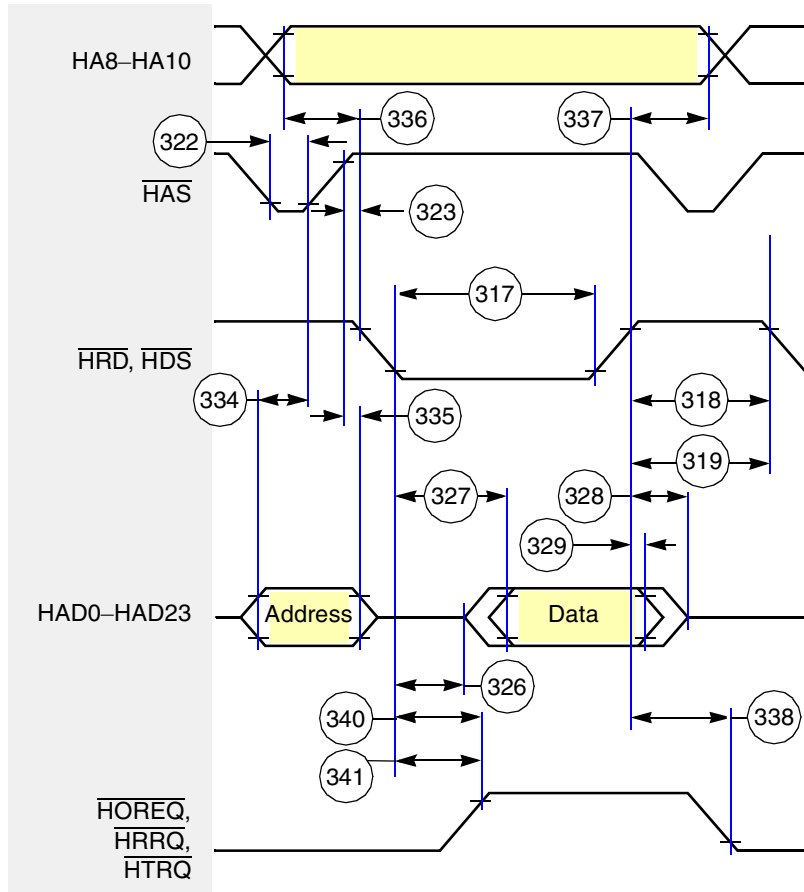 HA8–HA10
336
337
322
HAS
323
317
HRD, HDS
334
335
318
319
327
328
329
HAD0–HAD23
Address
Data
326
340
338
341
HOREQ,
HRRQ,
HTRQ